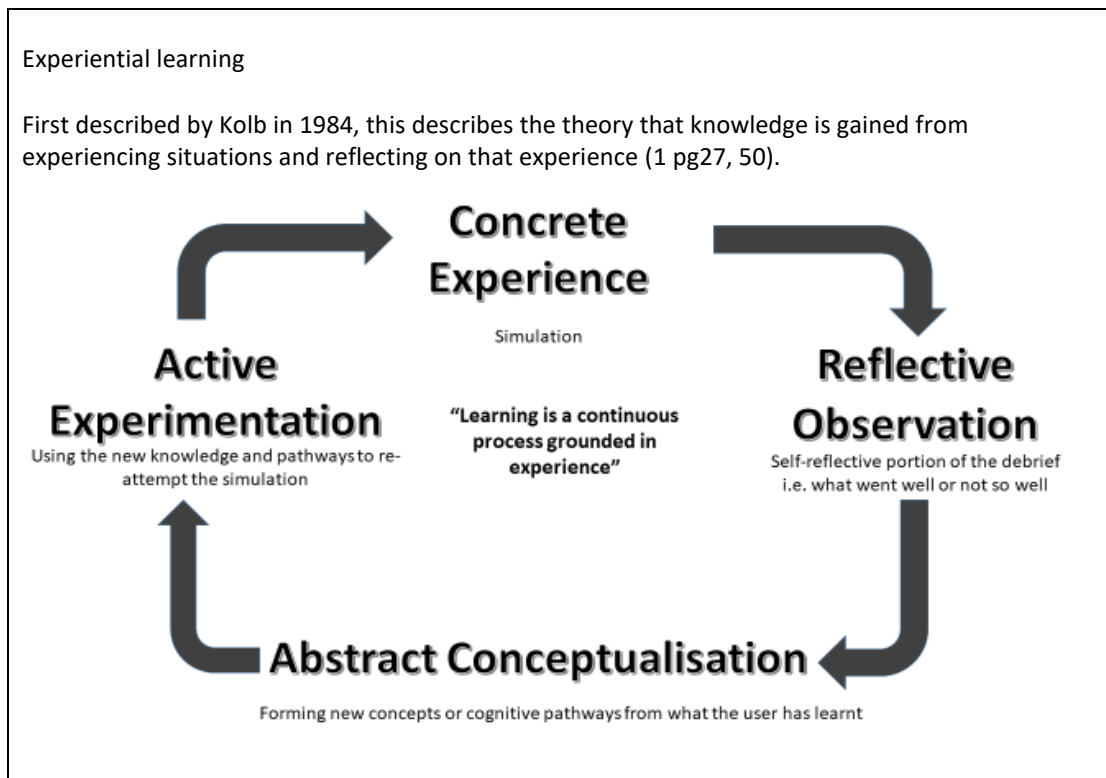 Experiential learning
First described by Kolb in 1984, this describes the theory that knowledge is gained from
experiencing situations and reflecting on that experience (1 pg27, 50).
Concrete
Experience
Simulation
Reflective
Observation
Self-reflective portion of the debrief
i.e. what went well or not so well
Abstract Conceptualisation
Forming new concepts or cognitive pathways from what the user has learnt
Active
Experimentation
Using the new knowledge and pathways to re-
attempt the simulation
“Learning is a continuous
process grounded in
experience”